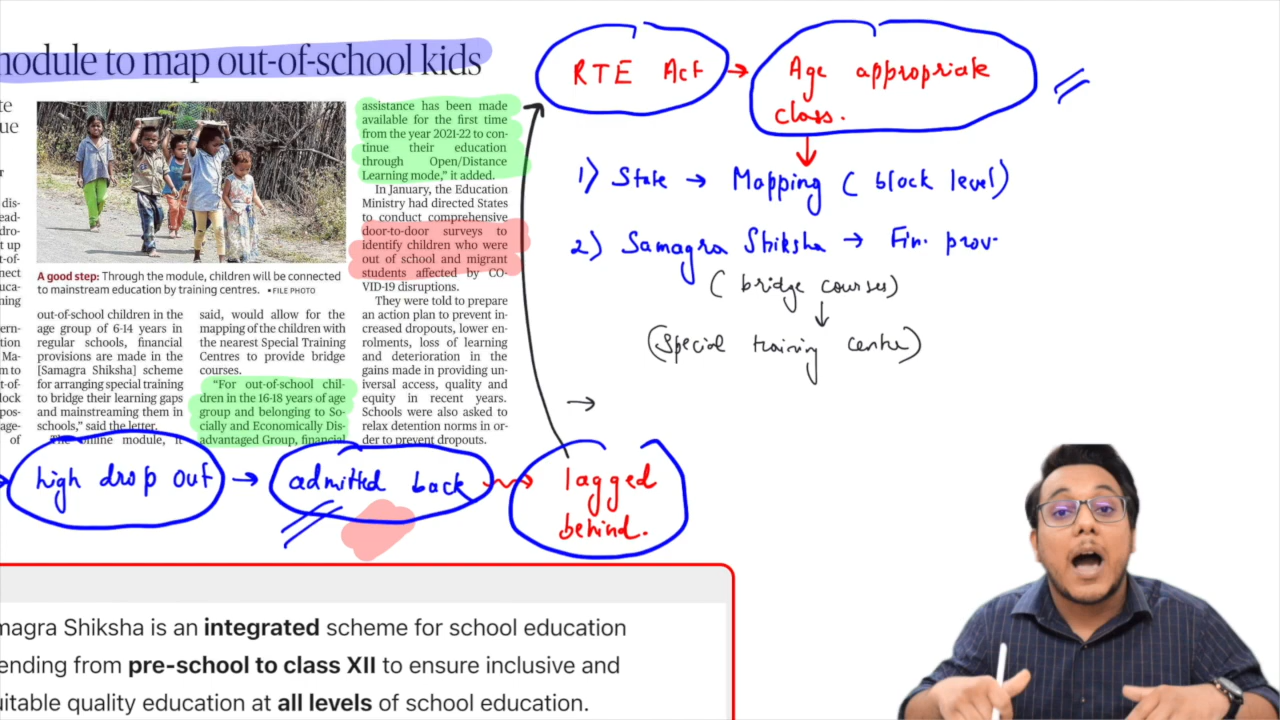 module to map out-of-school kids
assistance has been made
available for the first time
from the year 2021-22 to con-
tinue their education
through Open/Distance
Learning mode,” it added.
In January, the Education
Ministry had directed States
to conduct comprehensive
door-to-door surveys to
identify children who were
out of school and migrant
students affected by CO-
VID-19 disruptions.
They were told to prepare
an action plan to prevent in-
creased dropouts, lower en-
rolments, loss of learning
and deterioration in the
gains made in providing un-
iversal access, quality and
equity in recent years.
Schools were also asked to
relax detention norms in or-
der to prevent dropouts.
A good step: Through the module, children will be connected
to mainstream education by training centres. • FILE PHOTO
out-of-school children in the
age group of 6-14 years in
regular schools, financial
provisions are made in the
[Samagra Shiksha] scheme
for arranging special training
to bridge their learning gaps
and mainstreaming them in
schools,” said the letter.
The online module, it
said, would allow for the
mapping of the children with
the nearest Special Training
Centres to provide bridge
courses.
“For out-of-school chil-
dren in the 16-18 years of age
group and belonging to So-
cially and Economically Dis-
advantaged Group, financial
RTE Act → Age appropriate
class.
1) State → Mapping ( block level)
2) Samagra Shiksha → Fin. prov.
( bridge courses)
(Special training centre)
→
high drop out → admitted back
lagged
behind.
magra Shiksha is an integrated scheme for school education
ending from pre-school to class XII to ensure inclusive and
uitable quality education at all levels of school education.